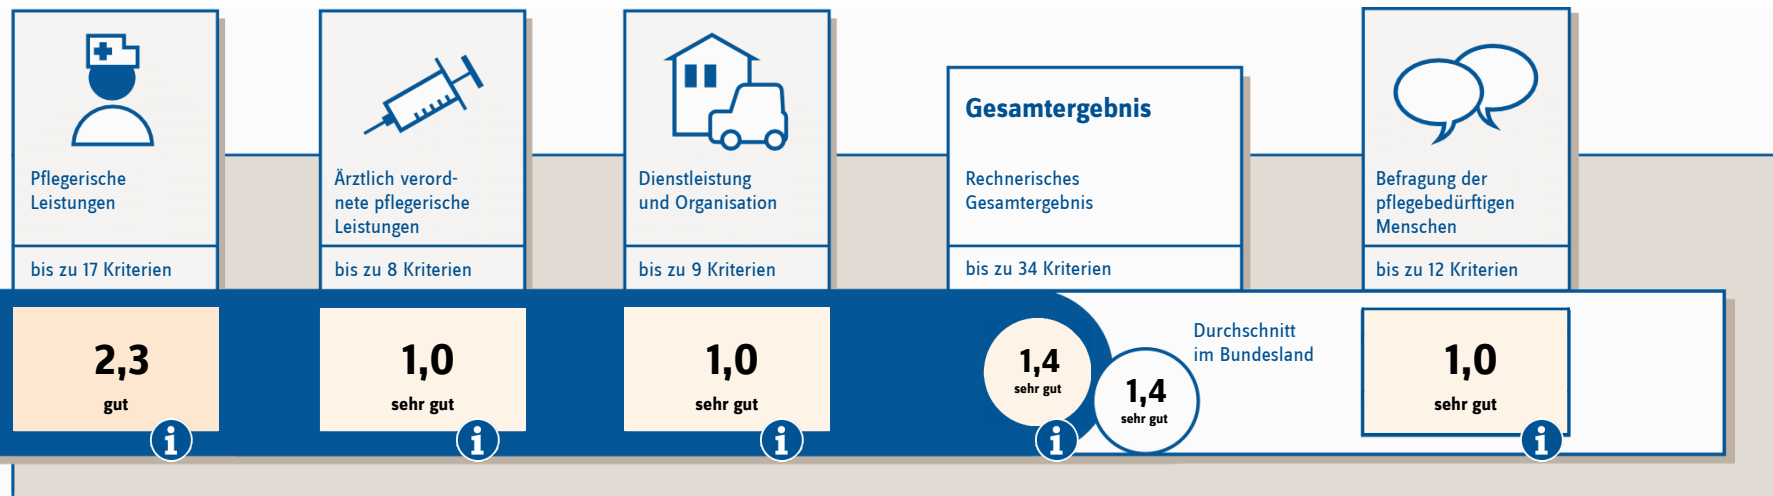 Pflegerische
Leistungen
bis zu 17 Kriterien
2,3
gut
i
Ärztlich verord-
nete pflegerische
Leistungen
bis zu 8 Kriterien
1,0
sehr gut
i
Dienstleistung
und Organisation
bis zu 9 Kriterien
1,0
sehr gut
i
Gesamtergebnis
Rechnerisches
Gesamtergebnis
bis zu 34 Kriterien
1,4
sehr gut
i
Durchschnitt
im Bundesland
1,4
sehr gut
Befragung der
pflegebedürftigen
Menschen
bis zu 12 Kriterien
1,0
sehr gut
i